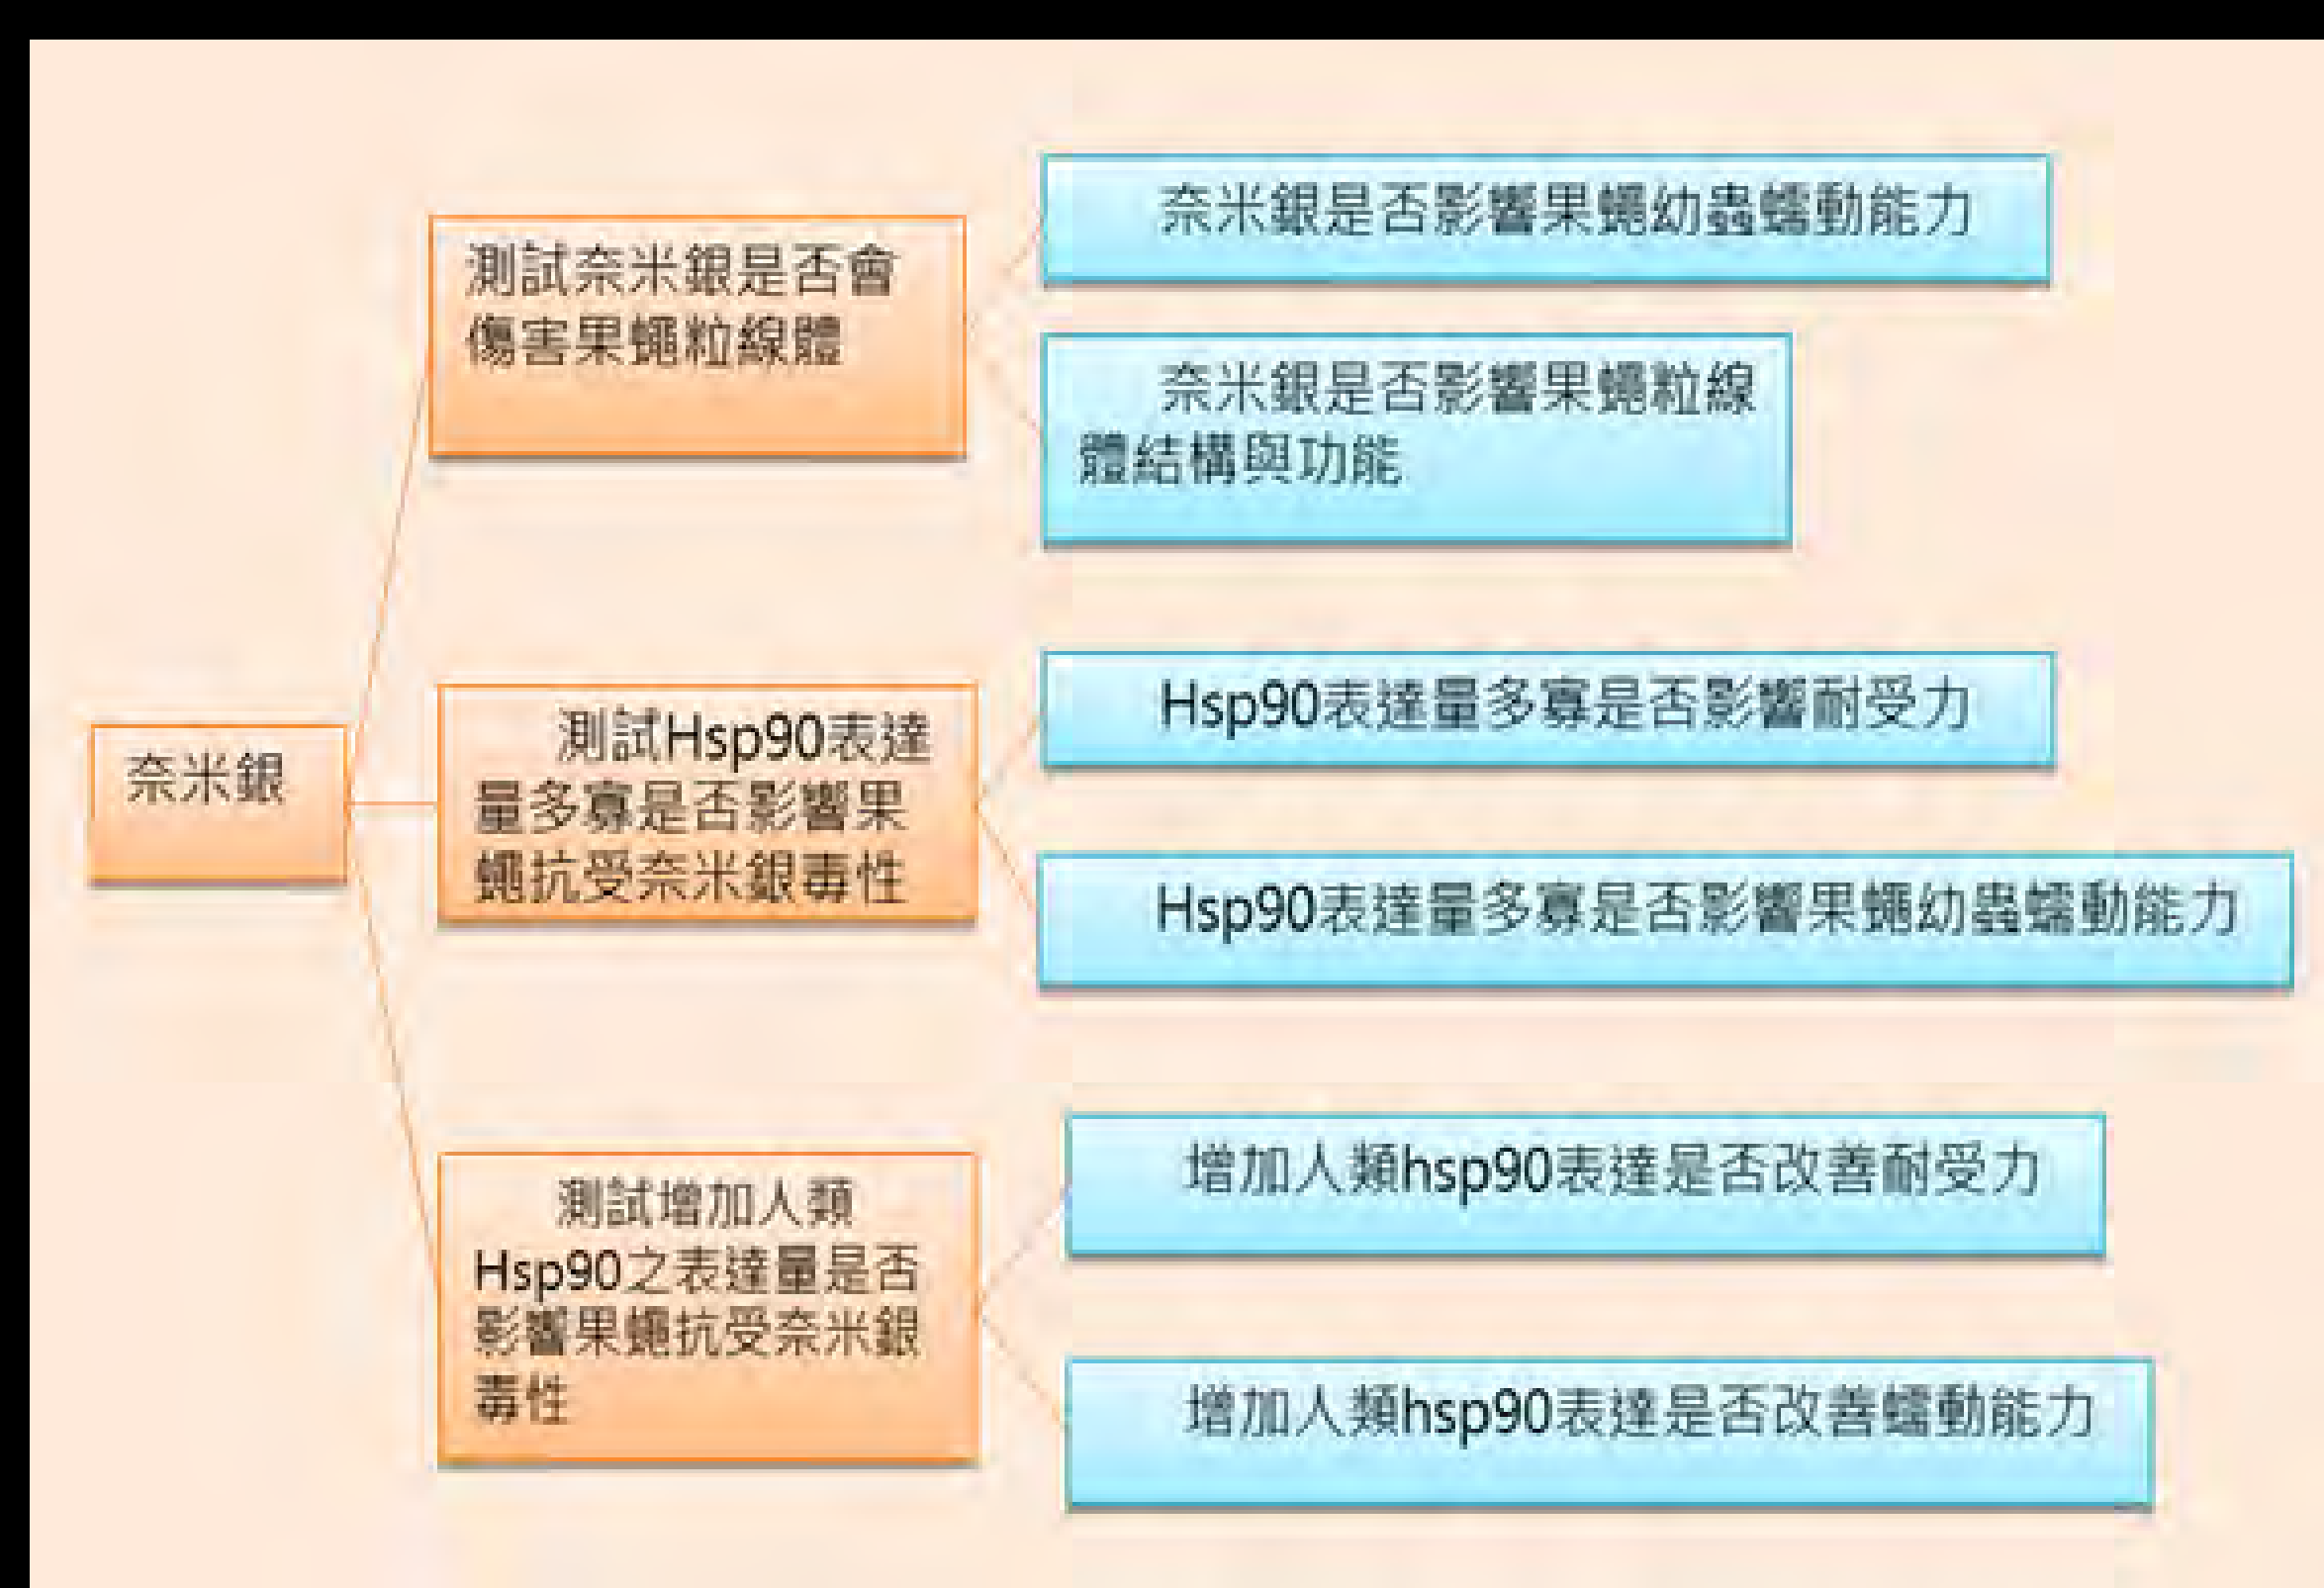 奈米銀
測試奈米銀是否會
傷害果蠅粒線體
奈米銀是否影響果蠅幼蟲蠕動能力
奈米銀是否影響果蠅粒線
體結構與功能
測試Hsp90表達
量多寡是否影響果
蠅抗受奈米銀毒性
Hsp90表達量多寡是否影響耐受力
Hsp90表達量多寡是否影響果蠅幼蟲蠕動能力
測試增加人類
Hsp90之表達量是否
影響果蠅抗受奈米銀
毒性
增加人類hsp90表達是否改善耐受力
增加人類hsp90表達是否改善蠕動能力